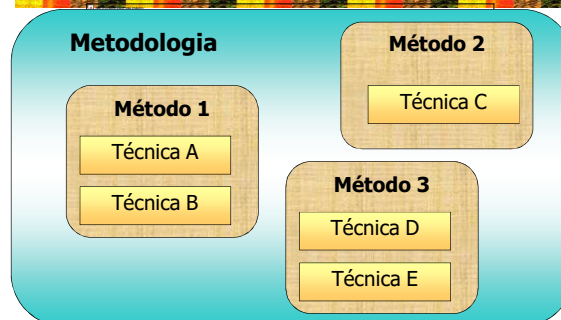 Metodologia
Método 1
Técnica A
Técnica B
Método 2
Técnica C
Método 3
Técnica D
Técnica E